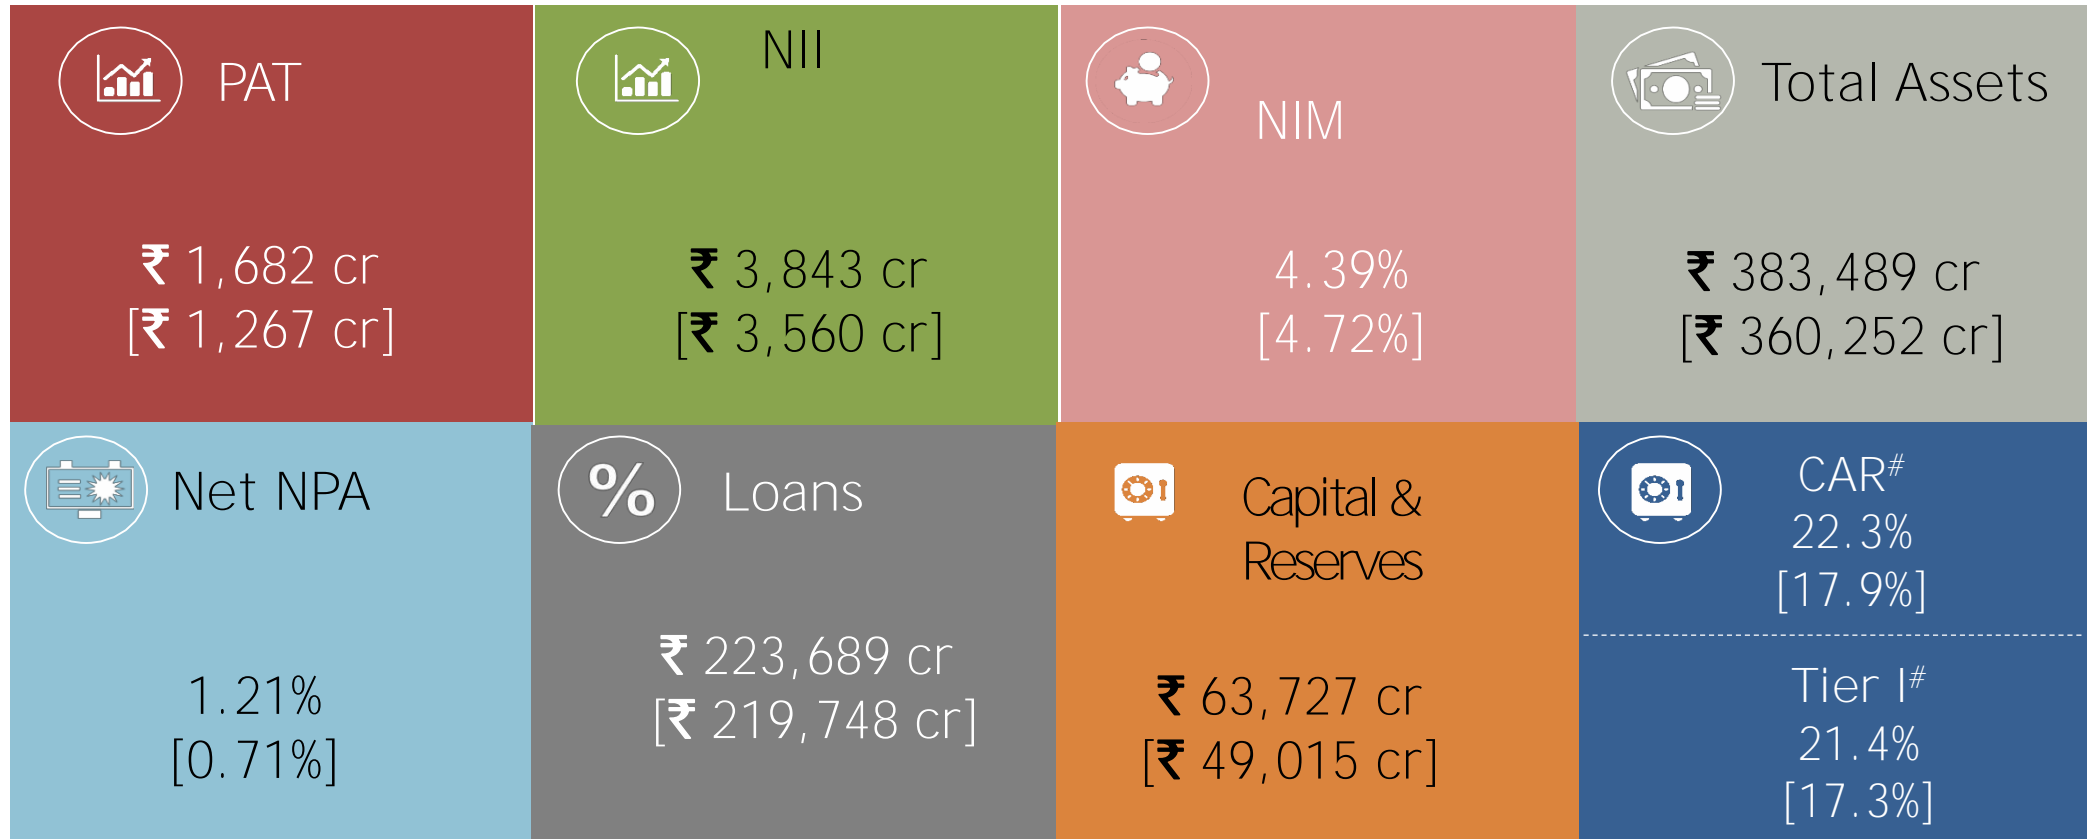 PAT
₹ 1,682 cr
[₹ 1,267 cr]
NII
₹ 3,843 cr
[₹ 3,560 cr]
NIM
4.39%
[4.72%]
Total Assets
₹ 383,489 cr
[₹ 360,252 cr]
Net NPA
1.21%
[0.71%]
%
Loans
₹ 223,689 cr
[₹ 219,748 cr]
Capital &
Reserves
₹ 63,727 cr
[₹ 49,015 cr]
CAR#
22.3%
[17.9%]
Tier I#
21.4%
[17.3%]